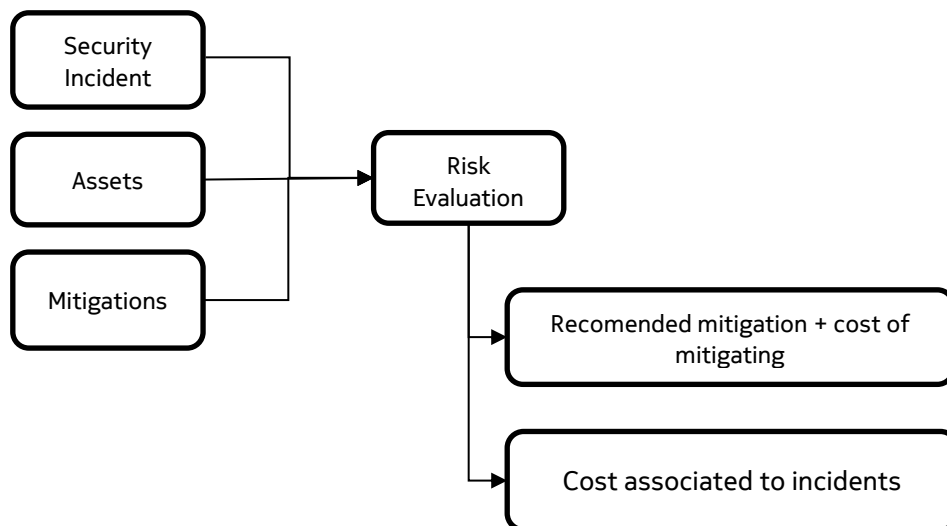 Security
Incident
Assets
Mitigations
Risk
Evaluation
Recomended mitigation + cost of
mitigating
Cost associated to incidents